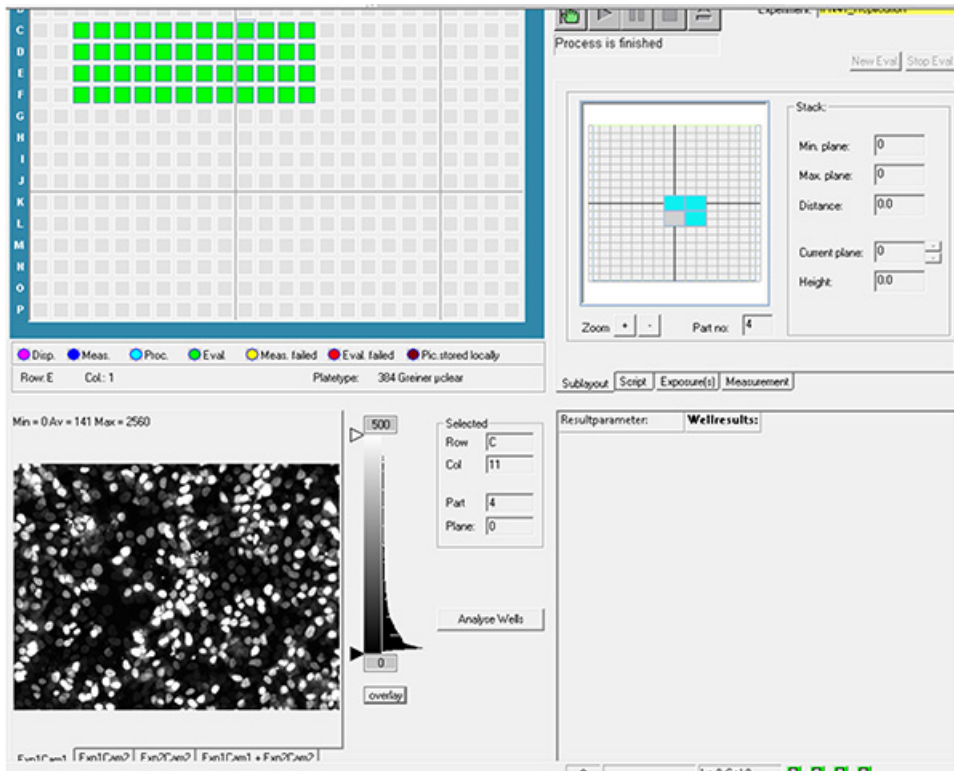 Experiment:
C
D
E
F
G
H
I
J
K
L
M
N
O
P
Process is finished
New Eval Stop Eval
Stack:
Min. plane: 0
Max. plane: 0
Distance: 0.0
Current plane: 0
Height: 0.0
Zoom + - Part no: 4
Disp. Meas. Proc. Eval Meas. failed Eval. failed Pic.stored locally
Row: E Col.: 1 Platetype: 384 Greiner µclear
Sublayout Script Exposure(s) Measurement
Min = 0 Av = 141 Max = 2560
500
Selected
Row C
Col 11
Part 4
Plane: 0
Analyse Wells
0
overlay
Resultparameter: Wellresults:
Exp1Cam1 Exp1Cam2 Exp2Cam2 Exp1Cam1 + Exp2Cam2